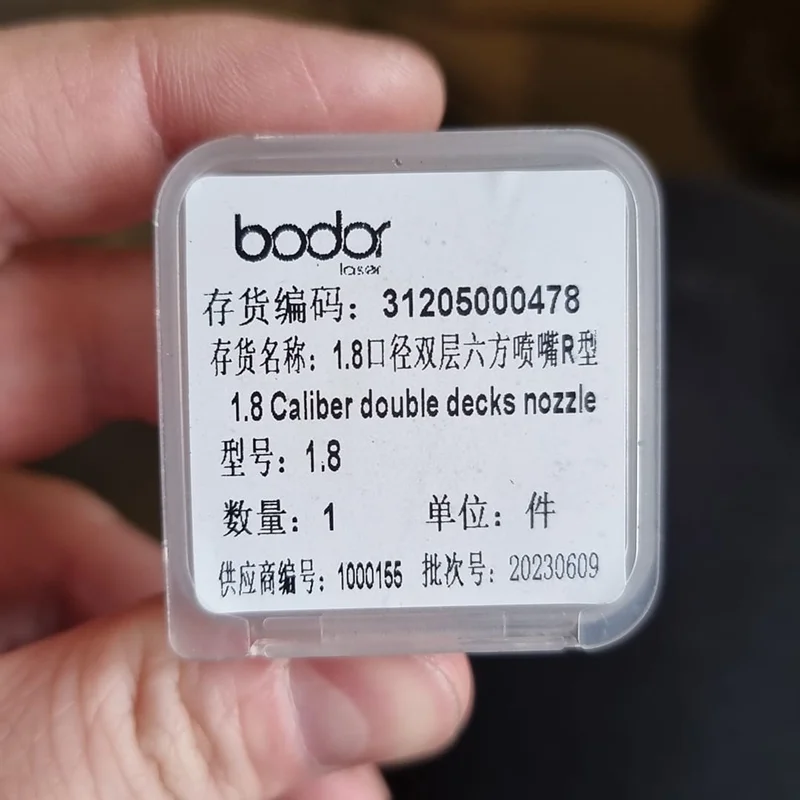 bodor
laser
存货编码：31205000478
存货名称：1.8口径双层六方喷嘴R型
1.8 Caliber double decks nozzle
型号：1.8
数量：1 单位：件
供应商编号：1000155 批次号：20230609